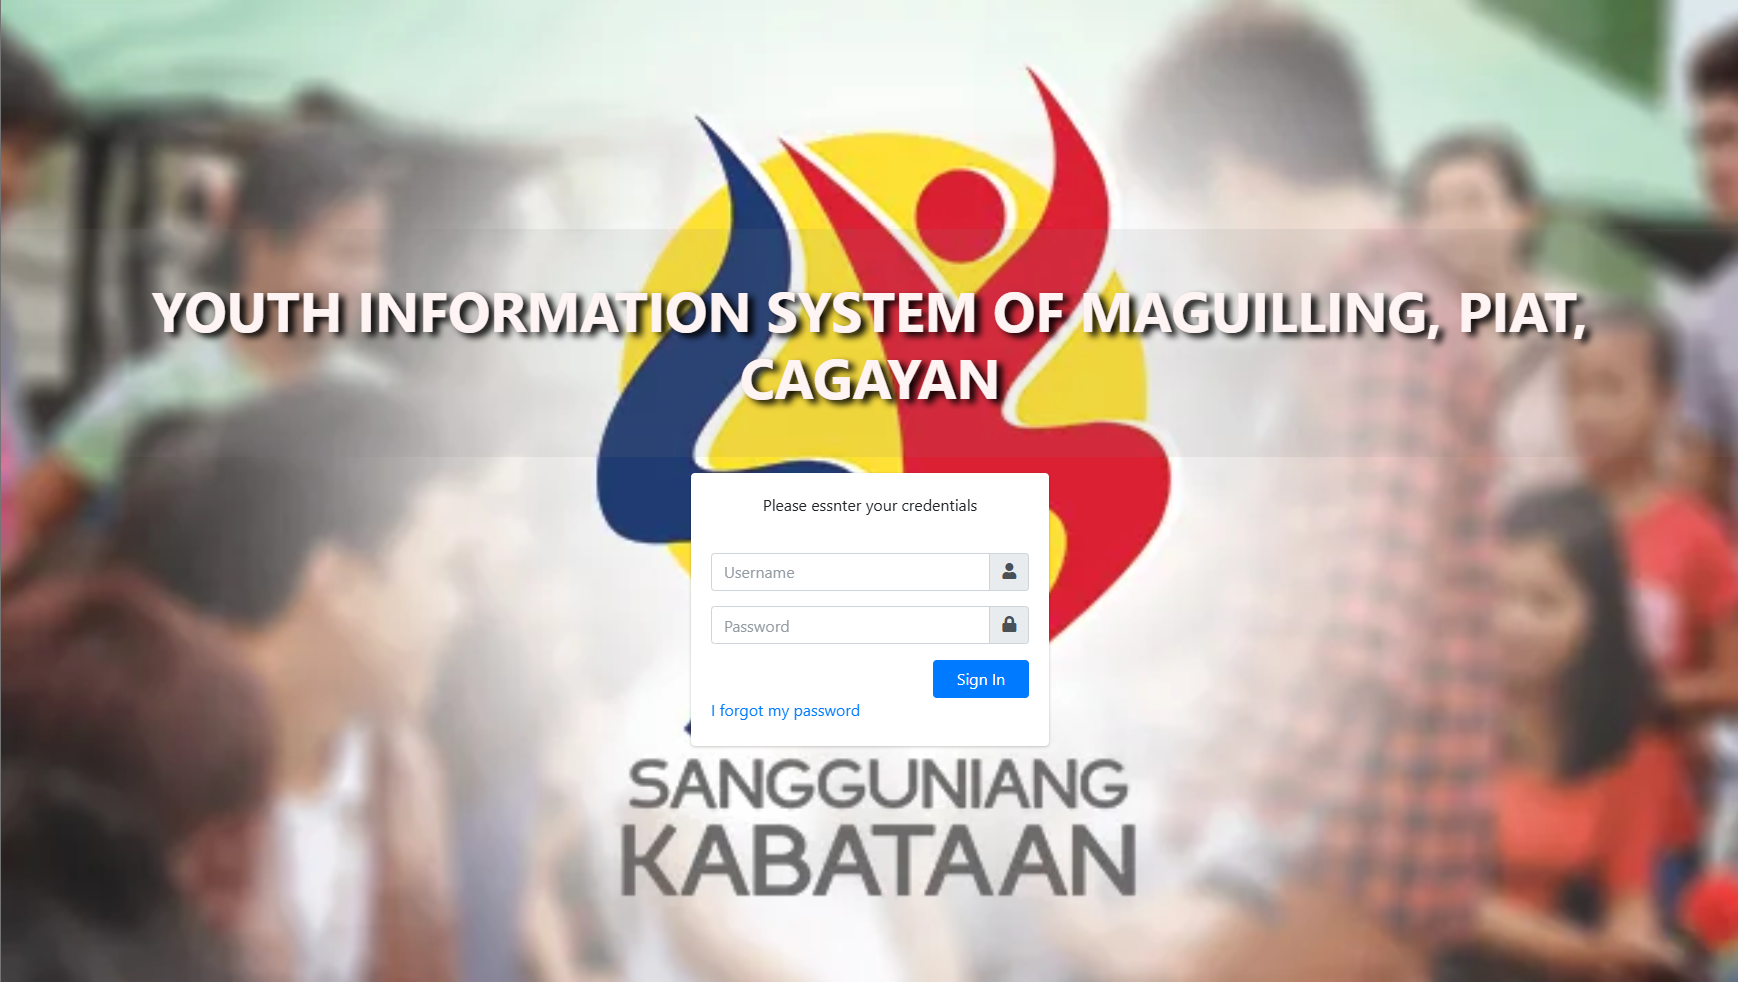 YOUTH INFORMATION SYSTEM OF MAGUILLING, PIAT,
CAGAYAN
Please essnter your credentials
Username
Password
Sign In
I forgot my password
SANGGUNIANG
KABATAAN